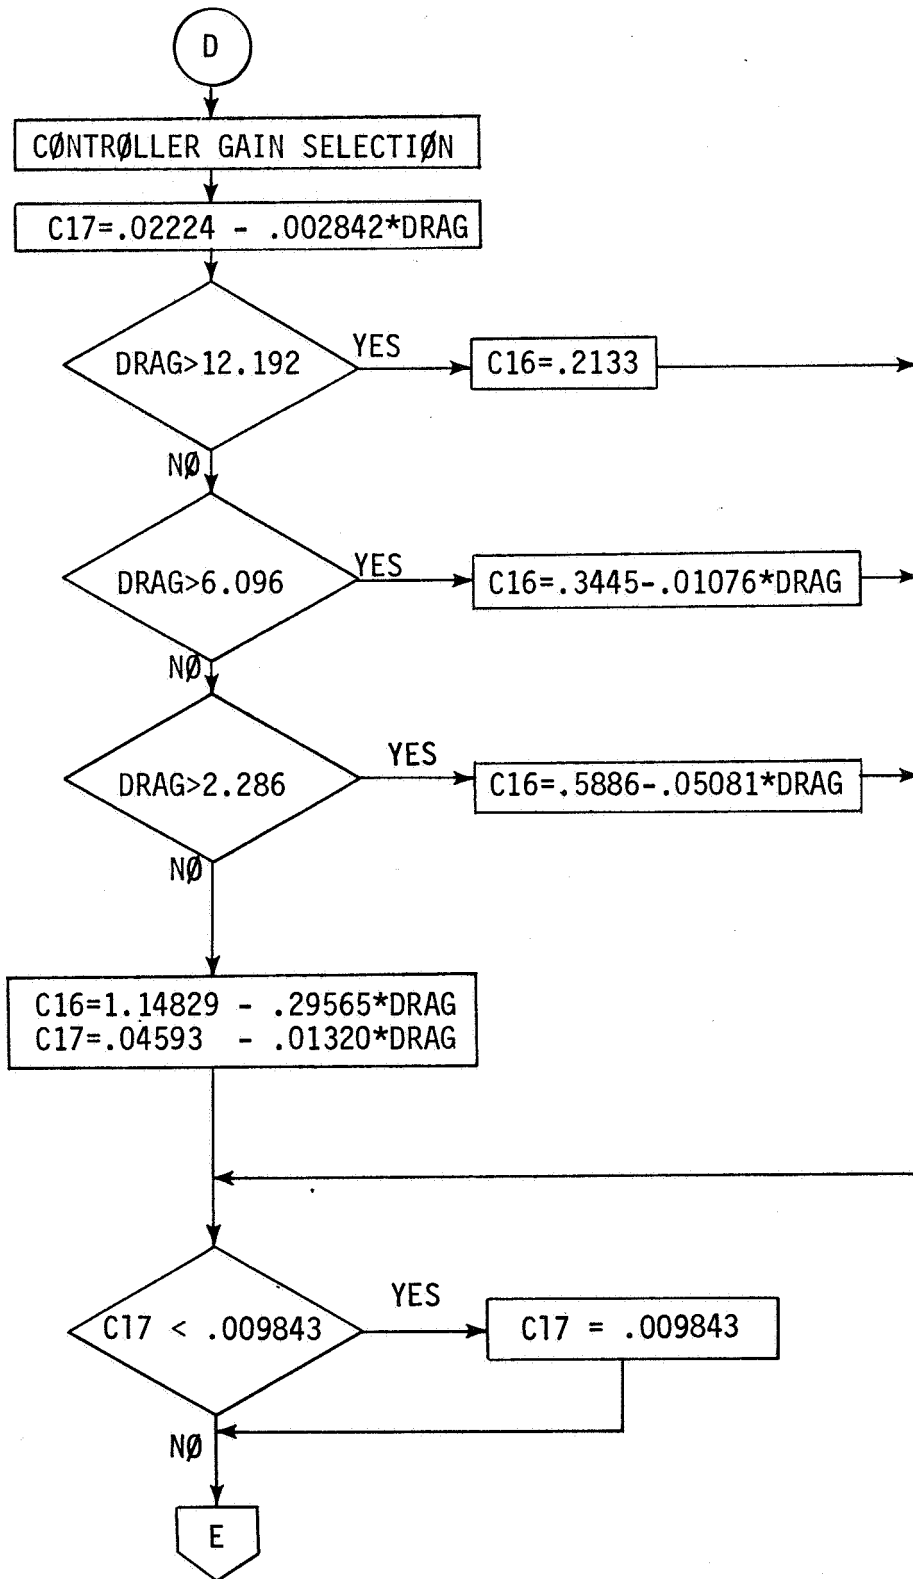 D
CØNTRØLLER GAIN SELECTIØN
C17=.02224 - .002842*DRAG
DRAG>12.192
YES
C16=.2133
NØ
DRAG>6.096
YES
C16=.3445-.01076*DRAG
NØ
DRAG>2.286
YES
C16=.5886-.05081*DRAG
NØ
C16=1.14829 - .29565*DRAG
C17=.04593 - .01320*DRAG
C17 < .009843
YES
C17 = .009843
NØ
E